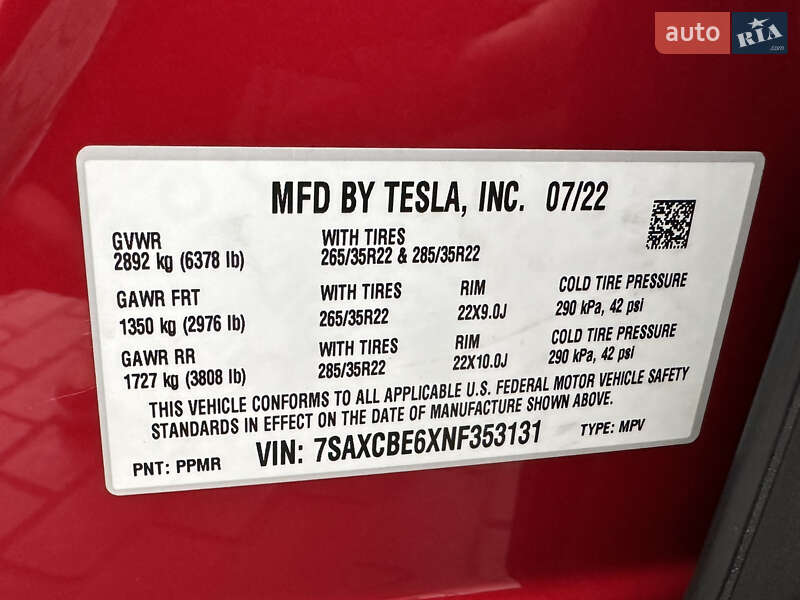 auto RIA .com
MFD BY TESLA, INC. 07/22
GVWR WITH TIRES
2892 kg (6378 lb) 265/35R22 & 285/35R22
GAWR FRT WITH TIRES RIM COLD TIRE PRESSURE
1350 kg (2976 lb) 265/35R22 22X9.0J 290 kPa, 42 psi
GAWR RR WITH TIRES RIM COLD TIRE PRESSURE
1727 kg (3808 lb) 285/35R22 22X10.0J 290 kPa, 42 psi
THIS VEHICLE CONFORMS TO ALL APPLICABLE U.S. FEDERAL MOTOR VEHICLE SAFETY
STANDARDS IN EFFECT ON THE DATE OF MANUFACTURE SHOWN ABOVE.
PNT: PPMR VIN: 7SAXCBE6XNF353131 TYPE: MPV